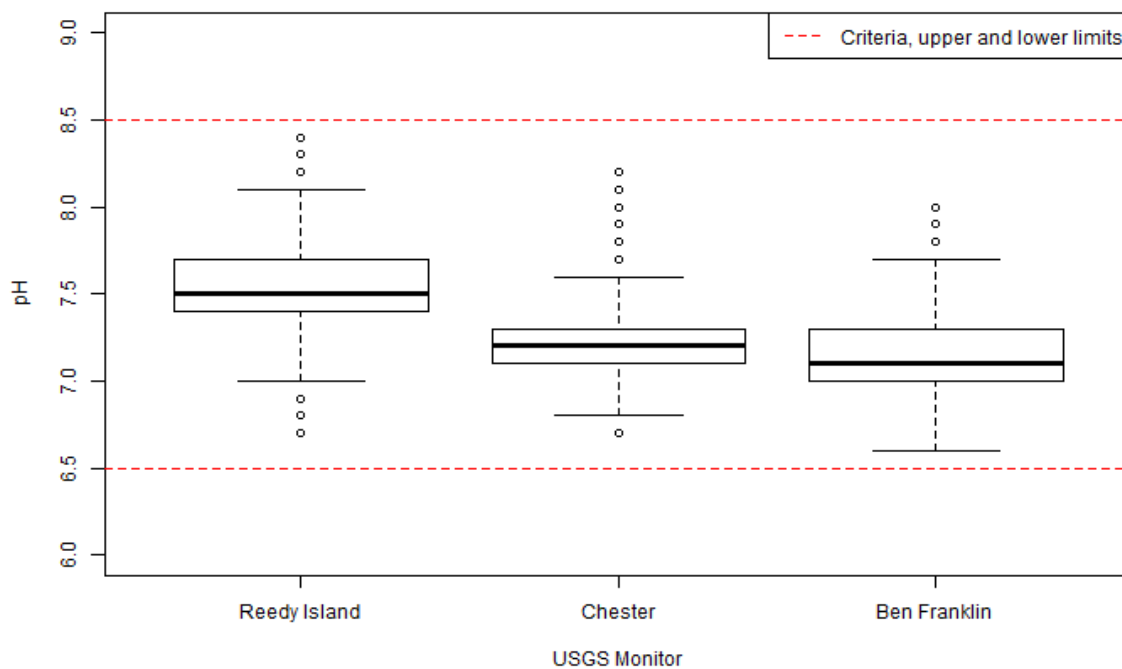 Criteria, upper and lower limits
9.0
8.5
8.0
7.5
7.0
6.5
6.0
pH
Reedy Island
Chester
Ben Franklin
USGS Monitor